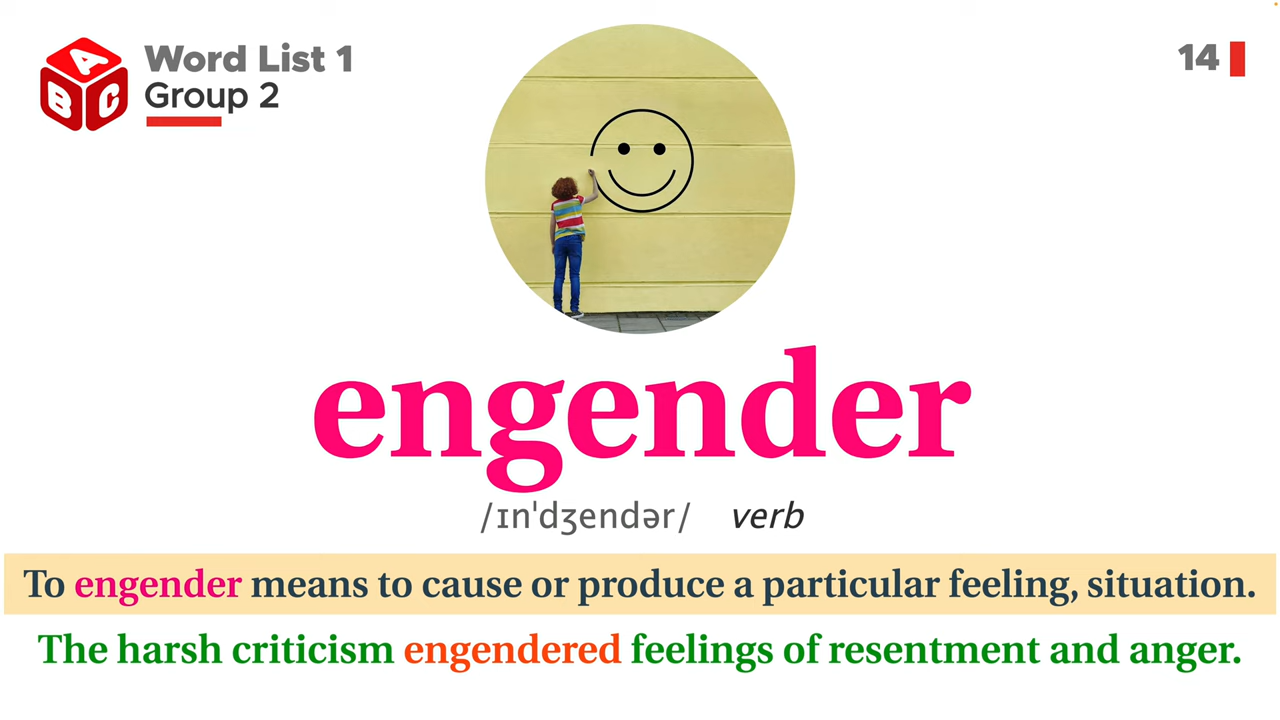 A
B
C
Word List 1
Group 2
14
engender
/ɪnˈdʒendər/ verb
To engender means to cause or produce a particular feeling, situation.
The harsh criticism engendered feelings of resentment and anger.